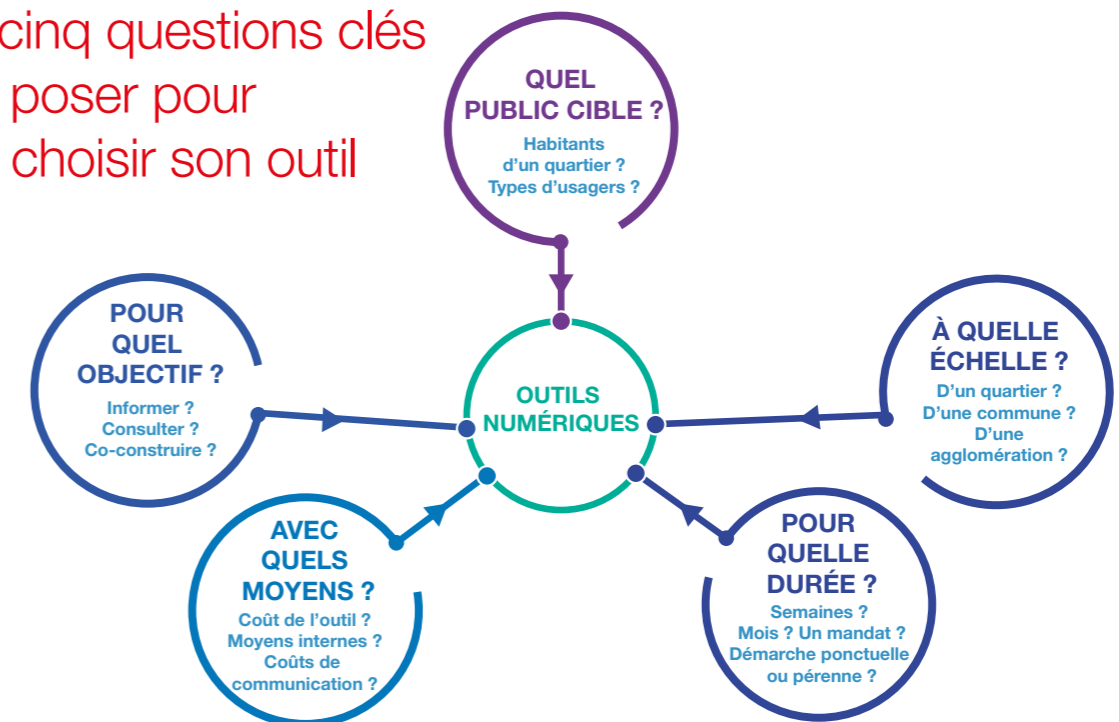 cinq questions clés
poser pour
choisir son outil
QUEL
PUBLIC CIBLE ?
Habitants
d'un quartier ?
Types d'usagers ?
POUR
QUEL
OBJECTIF ?
Informer ?
Consulter ?
Co-construire ?
OUTILS
NUMÉRIQUES
À QUELLE
ÉCHELLE ?
D'un quartier ?
D'une commune ?
D'une
agglomération ?
AVEC
QUELS
MOYENS ?
Coût de l'outil ?
Moyens internes ?
Coûts de
communication ?
POUR
QUELLE
DURÉE ?
Semaines ?
Mois ? Un mandat ?
Démarche ponctuelle
ou pérenne ?